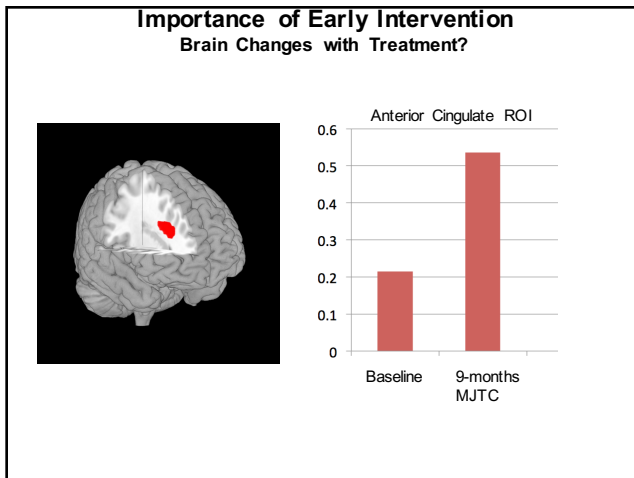 Importance of Early Intervention
Brain Changes with Treatment?
Anterior Cingulate ROI
0.6
0.5
0.4
0.3
0.2
0.1
0
Baseline
9-months
MJTC